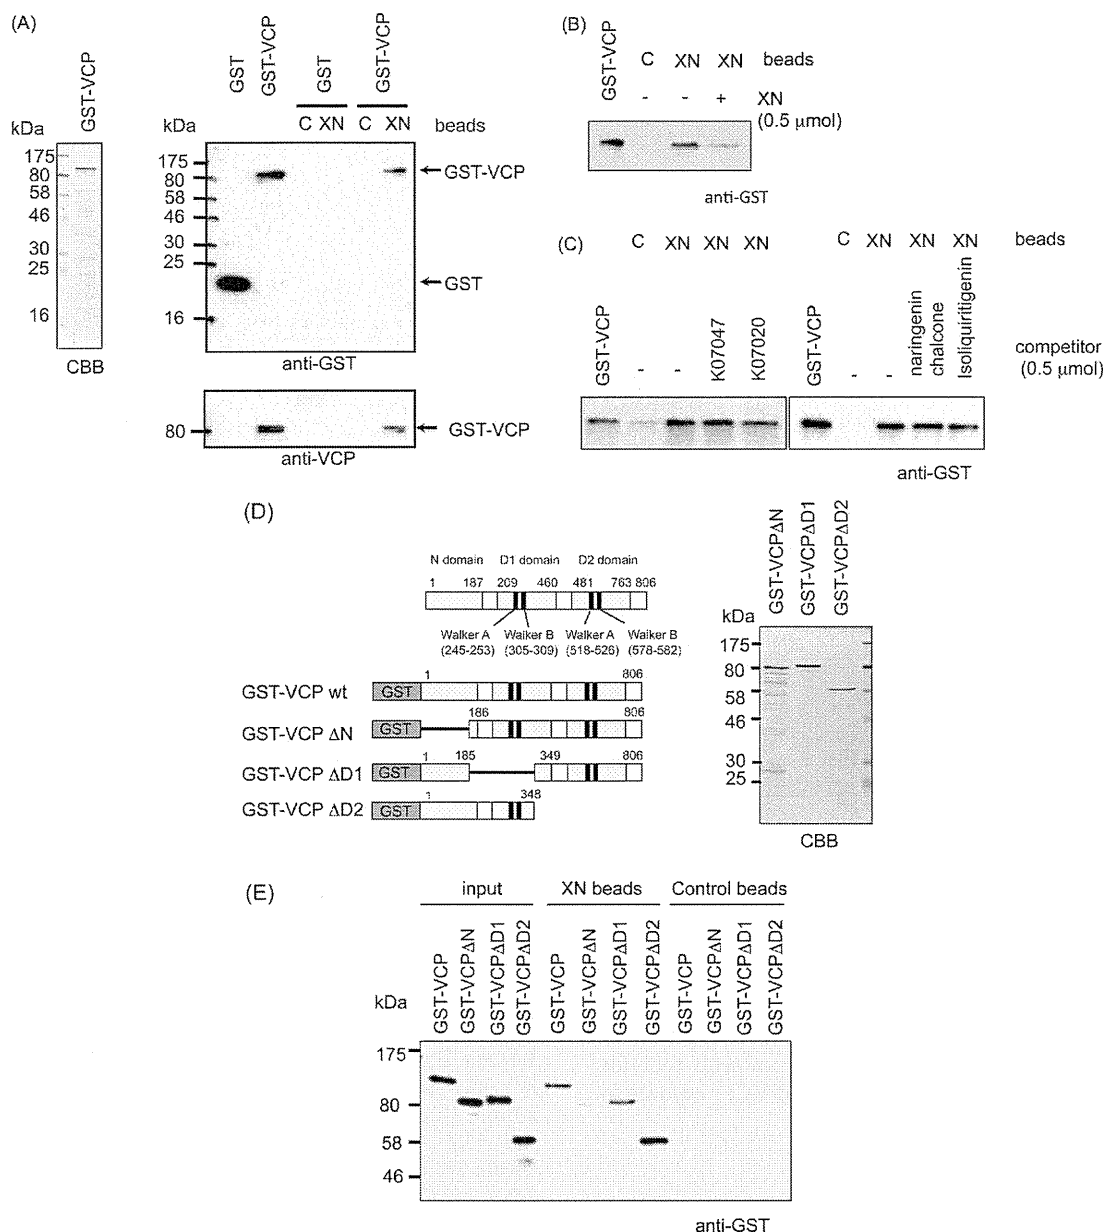 (A)
GST-VCP
kDa
175
80
58
46
30
25
16
CBB
GST
GST-VCP
GST
GST-VCP
C XN C XN beads
kDa
175
80
58
46
30
25
16
GST-VCP
GST
anti-GST
80
GST-VCP
anti-VCP
(B)
GST-VCP
C XN XN beads
- - + XN
(0.5 μmol)
anti-GST
(C)
C XN XN XN C XN XN XN beads
GST-VCP
- - K07047 K07020
GST-VCP
- - naringenin chalcone Isoliquiritigenin
competitor
(0.5 μmol)
anti-GST
(D)
N domain D1 domain D2 domain
1 187 209 460 481 763 806
Walker A Walker B Walker A Walker B
(245-253) (305-309) (518-526) (578-582)
1 806
GST-VCP wt GST
186 806
GST-VCP ΔN GST
1 185 349 806
GST-VCP ΔD1 GST
1 348
GST-VCP ΔD2 GST
GST-VCPΔN
GST-VCPΔD1
GST-VCPΔD2
kDa
175
80
58
46
30
25
CBB
(E)
input XN beads Control beads
GST-VCP
GST-VCPΔN
GST-VCPΔD1
GST-VCPΔD2
GST-VCP
GST-VCPΔN
GST-VCPΔD1
GST-VCPΔD2
GST-VCP
GST-VCPΔN
GST-VCPΔD1
GST-VCPΔD2
kDa
175
80
58
46
anti-GST